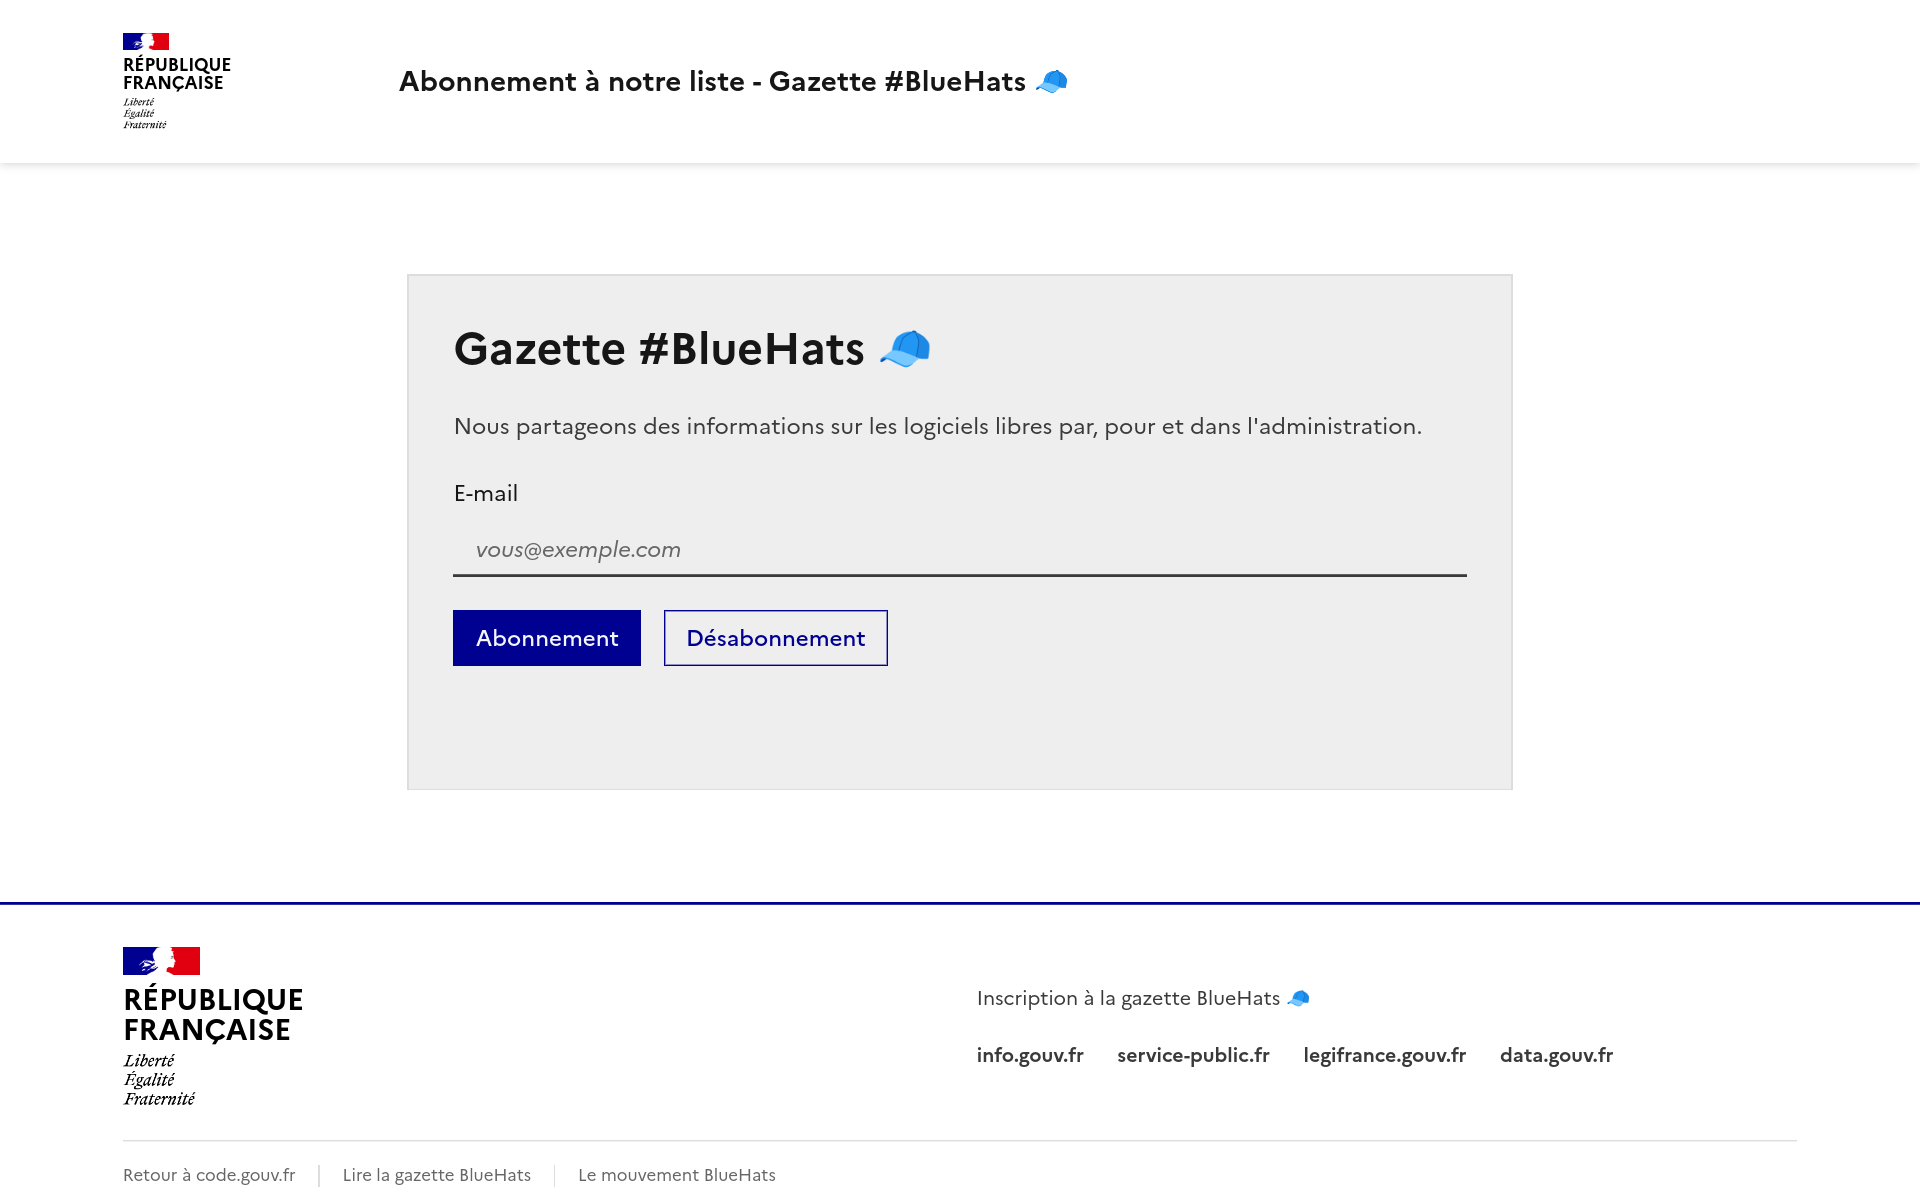 RÉPUBLIQUE
FRANÇAISE
Liberté
Égalité
Fraternité
Abonnement à notre liste - Gazette #BlueHats 🧢
Gazette #BlueHats 🧢
Nous partageons des informations sur les logiciels libres par, pour et dans l'administration.
E-mail
vous@exemple.com
Abonnement Désabonnement
RÉPUBLIQUE
FRANÇAISE
Liberté
Égalité
Fraternité
Inscription à la gazette BlueHats 🧢
info.gouv.fr service-public.fr legifrance.gouv.fr data.gouv.fr
Retour à code.gouv.fr Lire la gazette BlueHats Le mouvement BlueHats